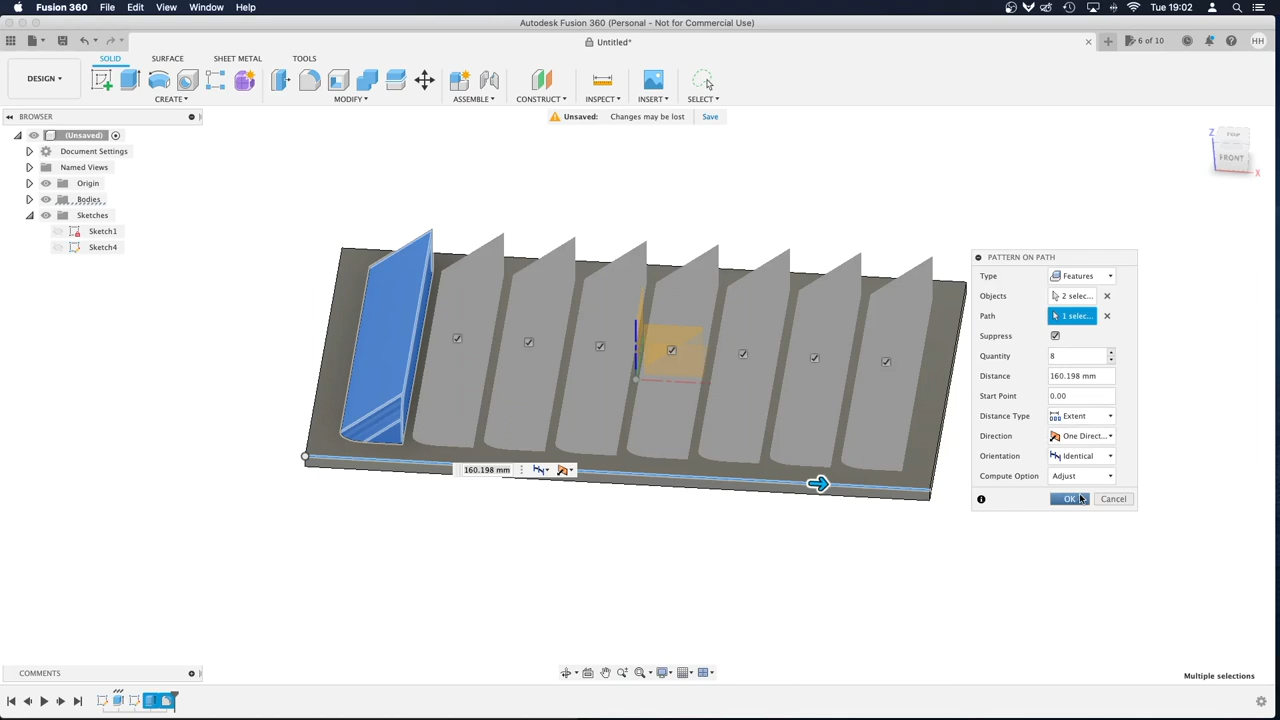 Fusion 360 File Edit View Window Help Tue 19:02
Autodesk Fusion 360 (Personal - Not for Commercial Use)
Untitled*
6 of 10
HH
DESIGN
SOLID SURFACE SHEET METAL TOOLS
CREATE MODIFY ASSEMBLE CONSTRUCT INSPECT INSERT SELECT
BROWSER
Unsaved: Changes may be lost Save
(Unsaved)
Document Settings
Named Views
Origin
Bodies
Sketches
Sketch1
Sketch4
TOP
FRONT
Z
X
PATTERN ON PATH
Type Features
Objects 2 selec...
Path 1 selec...
Suppress
Quantity 8
Distance 160.198 mm
Start Point 0.00
Distance Type Extent
Direction One Direct...
Orientation Identical
Compute Option Adjust
OK Cancel
160.198 mm
COMMENTS
Multiple selections